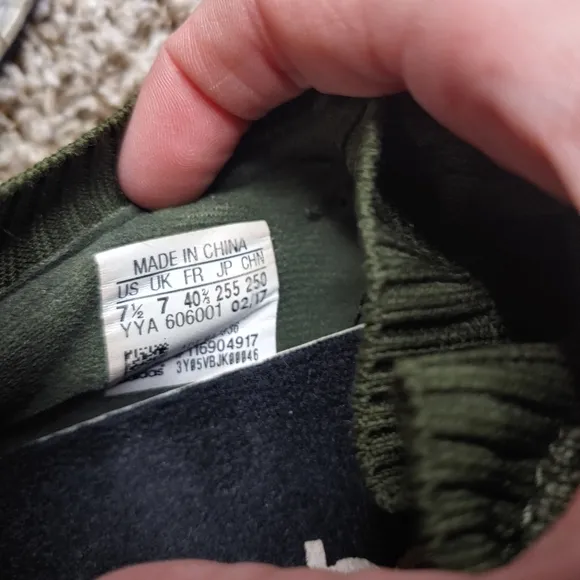 MADE IN CHINA
US UK FR JP CHN
7½ 7 40⅔ 255 250
YYA 606001 02/17
116904917
3Y05VBJK00046